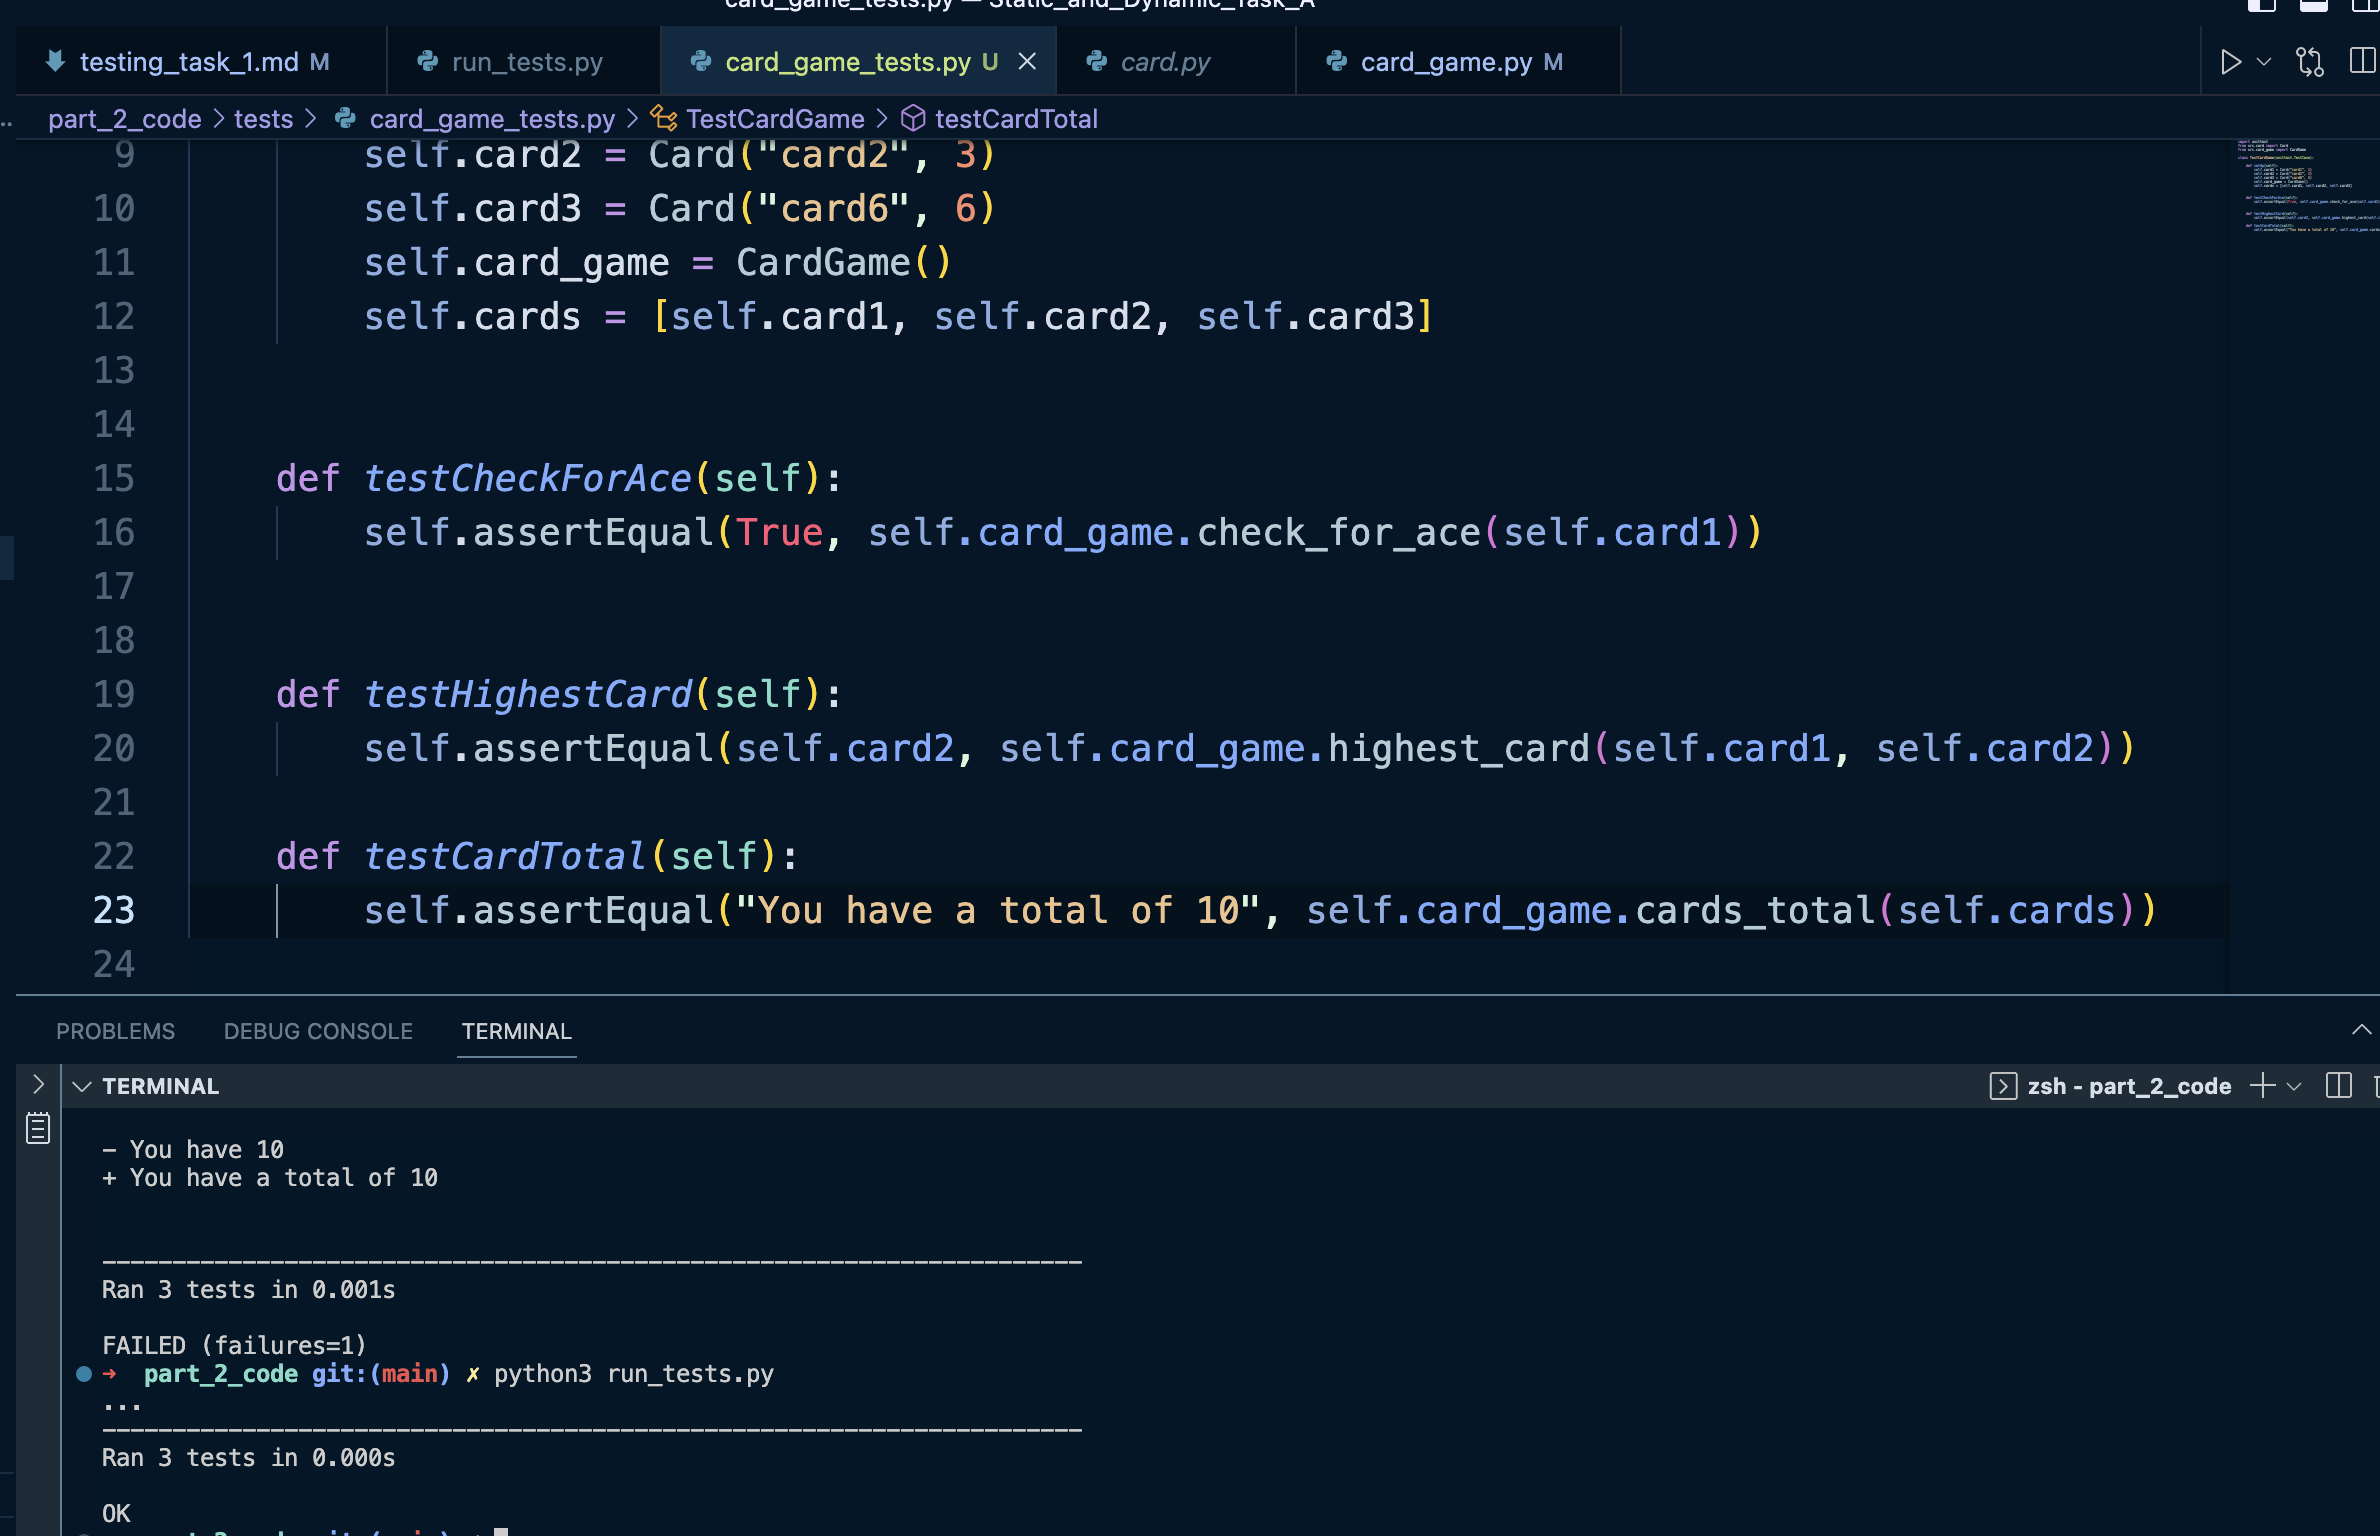 card_game_tests.py — Static_and_Dynamic_Task_A
testing_task_1.md M
run_tests.py
card_game_tests.py U
card.py
card_game.py M
part_2_code > tests > card_game_tests.py > TestCardGame > testCardTotal
9 self.card2 = Card("card2", 3)
10 self.card3 = Card("card6", 6)
11 self.card_game = CardGame()
12 self.cards = [self.card1, self.card2, self.card3]
13
14
15 def testCheckForAce(self):
16 self.assertEqual(True, self.card_game.check_for_ace(self.card1))
17
18
19 def testHighestCard(self):
20 self.assertEqual(self.card2, self.card_game.highest_card(self.card1, self.card2))
21
22 def testCardTotal(self):
23 self.assertEqual("You have a total of 10", self.card_game.cards_total(self.cards))
24
PROBLEMS DEBUG CONSOLE TERMINAL
TERMINAL
zsh - part_2_code
- You have 10
+ You have a total of 10
----------------------------------------------------------------------
Ran 3 tests in 0.001s
FAILED (failures=1)
➜ part_2_code git:(main) ✗ python3 run_tests.py
...
----------------------------------------------------------------------
Ran 3 tests in 0.000s
OK